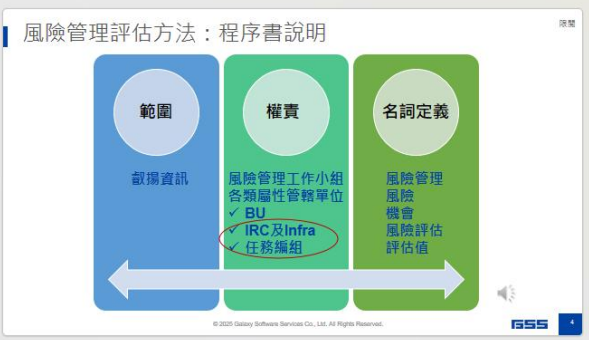 風險管理評估方法：程序書說明
限閱
範圍
叡揚資訊
權責
風險管理工作小組
各類屬性管轄單位
✓ BU
✓ IRC及Infra
✓ 任務編組
名詞定義
風險管理
風險
機會
風險評估
評估值
© 2025 Galaxy Software Services Co., Ltd. All Rights Reserved.
GSS
4